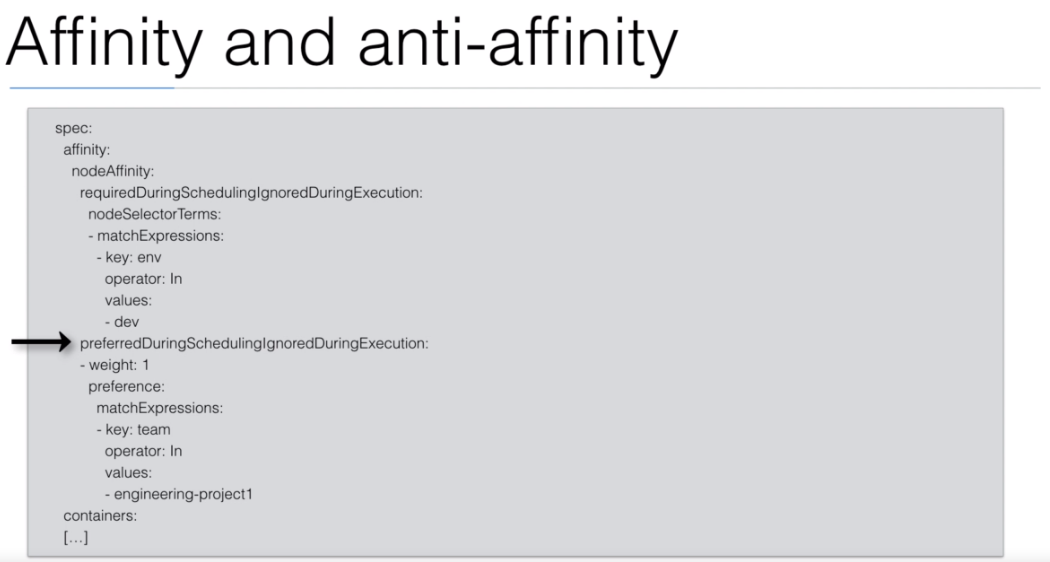 Affinity and anti-affinity
spec:
affinity:
nodeAffinity:
requiredDuringSchedulingIgnoredDuringExecution:
nodeSelectorTerms:
- matchExpressions:
- key: env
operator: In
values:
- dev
preferredDuringSchedulingIgnoredDuringExecution:
- weight: 1
preference:
matchExpressions:
- key: team
operator: In
values:
- engineering-project1
containers:
[...]